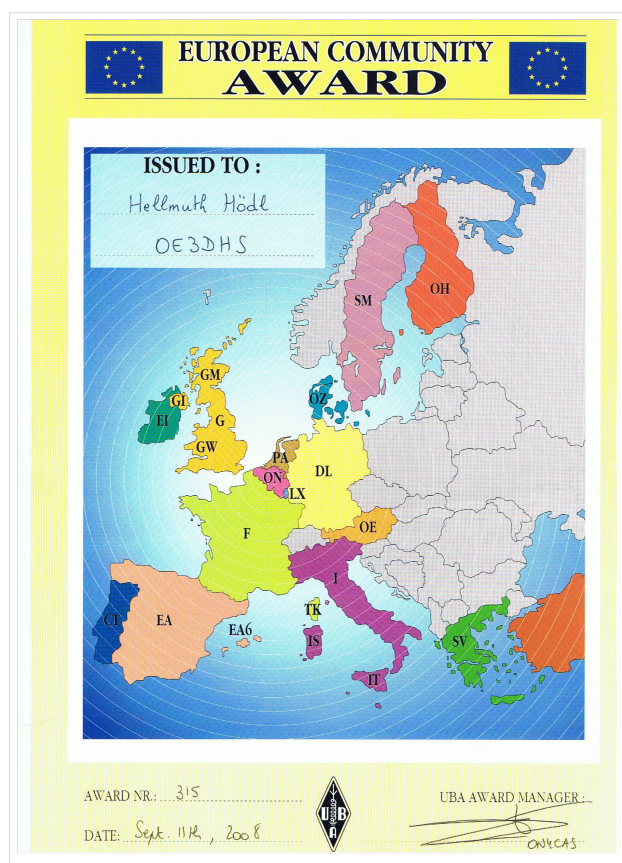 EUROPEAN COMMUNITY
AWARD
ISSUED TO :
Hellmuth Hödl
OE3DHS
SM
OH
GM
GI
EI
G
GW
OZ
PA
ON
DL
LX
F
OE
I
CT
EA
EA6
TK
IS
IT
SV
AWARD NR.: 315
UBA AWARD MANAGER :
U B
A
DATE: Sept. 11th, 2008
ON4CAS